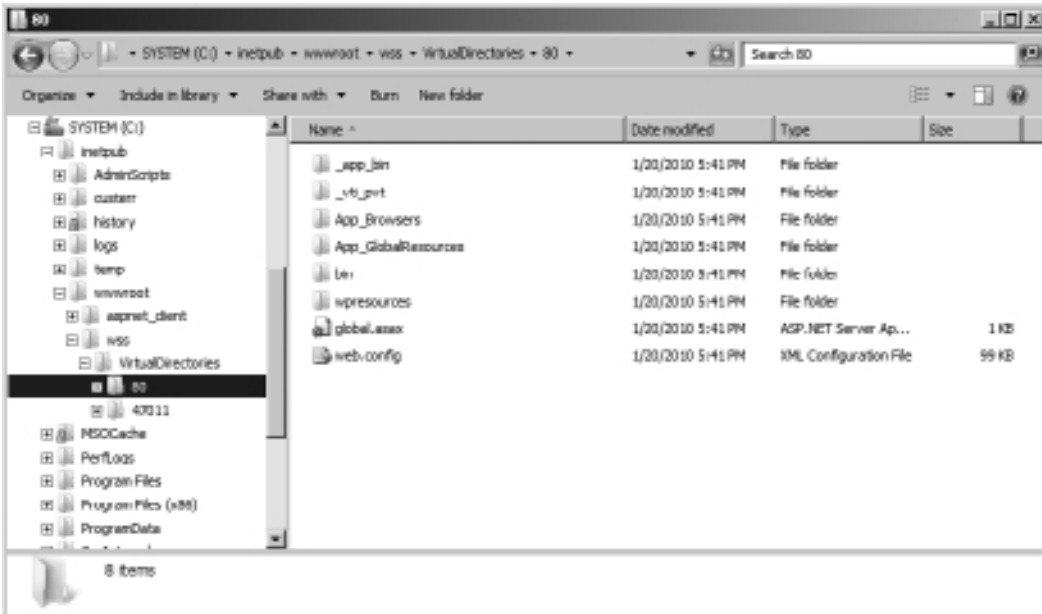 80
SYSTEM (C:) inetpub wwwroot wss VirtualDirectories 80 Search 80
Organize Include in library Share with Burn New folder
SYSTEM (C:)
inetpub
AdminScripts
custerr
history
logs
temp
wwwroot
aspnet_client
wss
VirtualDirectories
80
47011
MSOCache
PerfLogs
Program Files
Program Files (x86)
ProgramData
Name Date modified Type Size
_app_bin 1/20/2010 5:41 PM File folder
_vti_pvt 1/20/2010 5:41 PM File folder
App_Browsers 1/20/2010 5:41 PM File folder
App_GlobalResources 1/20/2010 5:41 PM File folder
bin 1/20/2010 5:41 PM File folder
wpresources 1/20/2010 5:41 PM File folder
global.asax 1/20/2010 5:41 PM ASP.NET Server Ap... 1 KB
web.config 1/20/2010 5:41 PM XML Configuration File 99 KB
8 items